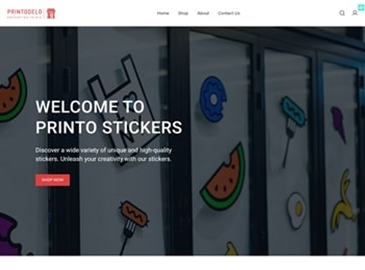 PRINTODELO
Home Shop About Contact Us
WELCOME TO
PRINTO STICKERS
Discover a wide variety of unique and high-quality
stickers. Unleash your creativity with our stickers.
SHOP NOW